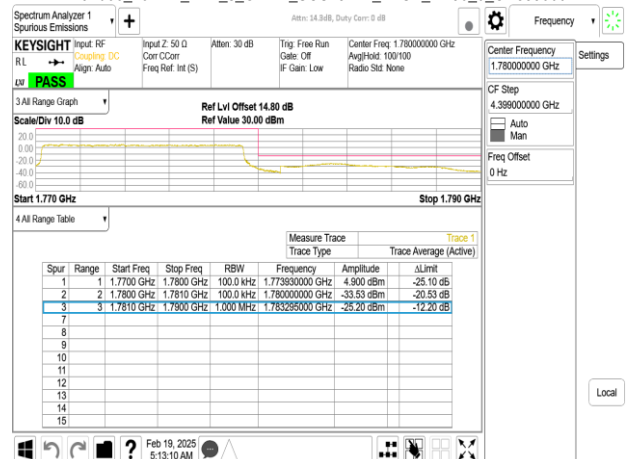 Spectrum Analyzer 1
Spurious Emissions
Attn: 14.3dB, Duty Corr: 0 dB
Frequency
KEYSIGHT
Input: RF
Coupling: DC
Align: Auto
Input Z: 50 Ω
Corr CCorr
Freq Ref: Int (S)
Atten: 30 dB
Trig: Free Run
Gate: Off
IF Gain: Low
Center Freq: 1.780000000 GHz
Avg|Hold: 100/100
Radio Std: None
RL
LXI
PASS
Center Frequency
1.780000000 GHz
Settings
CF Step
4.399000000 GHz
Auto
Man
Freq Offset
0 Hz
3 All Range Graph
Scale/Div 10.0 dB
Ref Lvl Offset 14.80 dB
Ref Value 30.00 dBm
20.0
0.00
-20.0
-40.0
-60.0
Start 1.770 GHz
Stop 1.790 GHz
4 All Range Table
Measure Trace Trace 1
Trace Type Trace Average (Active)
Spur Range Start Freq Stop Freq RBW Frequency Amplitude ΔLimit
1 1 1.7700 GHz 1.7800 GHz 100.0 kHz 1.773930000 GHz 4.900 dBm -25.10 dB
2 2 1.7800 GHz 1.7810 GHz 100.0 kHz 1.780000000 GHz -33.53 dBm -20.53 dB
3 3 1.7810 GHz 1.7900 GHz 1.000 MHz 1.783295000 GHz -25.20 dBm -12.20 dB
7
8
9
10
11
12
13
14
15
Local
?
Feb 19, 2025
5:13:10 AM